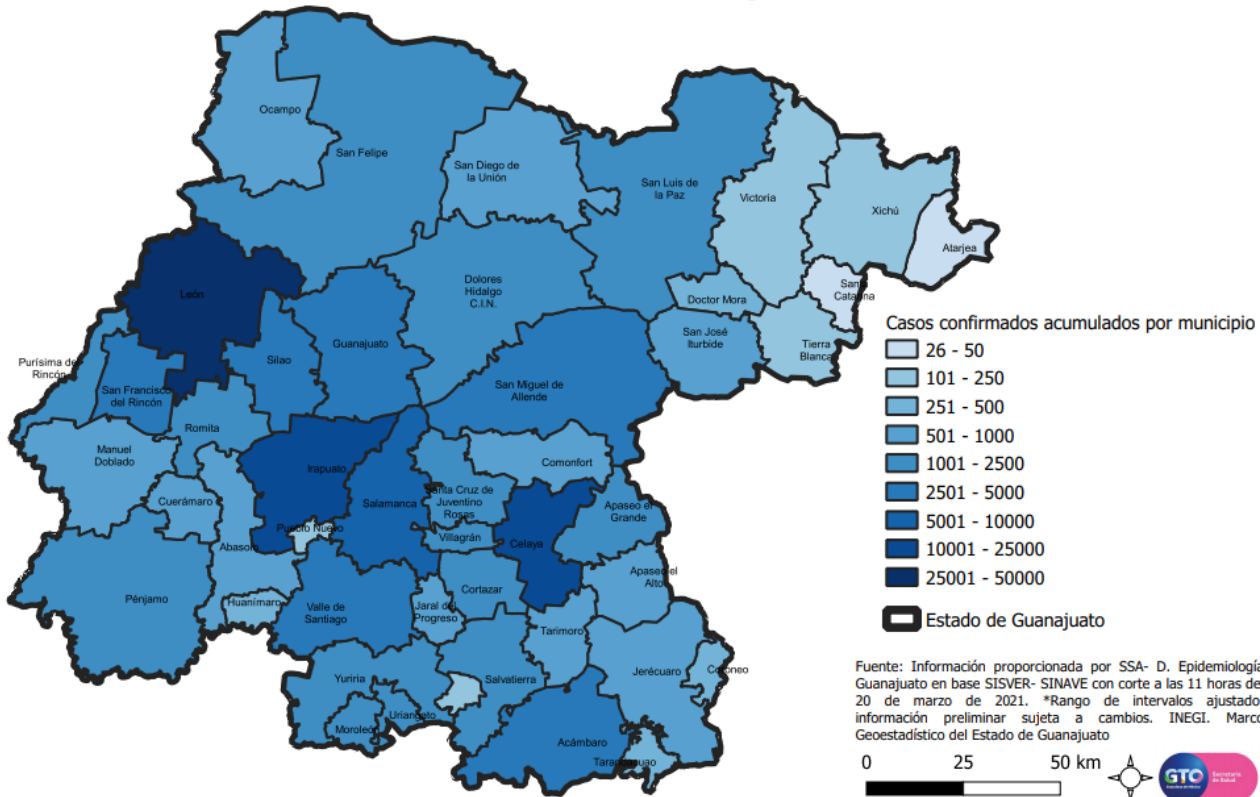 Ocampo
San Felipe
San Diego de
la Unión
San Luis de
la Paz
Victoria
Xichú
Atarjea
León
Dolores
Hidalgo
C.I.N.
Santa
Catarina
Doctor Mora
San José
Iturbide
Tierra
Blanca
Guanajuato
Silao
Purísima del
Rincón
San Francisco
del Rincón
San Miguel de
Allende
Romita
Manuel
Doblado
Irapuato
Comonfort
Cuerámaro
Salamanca
Santa Cruz de
Juventino
Rosas
Apaseo el
Grande
Pueblo Nuevo
Villagrán
Celaya
Abasolo
Apaseo el
Alto
Pénjamo
Huanímaro
Valle de
Santiago
Jaral del
Progreso
Cortazar
Tarimoro
Yuriria
Salvatierra
Jerécuaro
Coroneo
Uriangato
Moroleón
Acámbaro
Tarandacuao
Casos confirmados acumulados por municipio
26 - 50
101 - 250
251 - 500
501 - 1000
1001 - 2500
2501 - 5000
5001 - 10000
10001 - 25000
25001 - 50000
Estado de Guanajuato
Fuente: Información proporcionada por SSA- D. Epidemiología
Guanajuato en base SISVER- SINAVE con corte a las 11 horas de
20 de marzo de 2021. *Rango de intervalos ajustado
información preliminar sujeta a cambios. INEGI. Marco
Geoestadístico del Estado de Guanajuato
0 25 50 km
GTO
Secretaría
de Salud